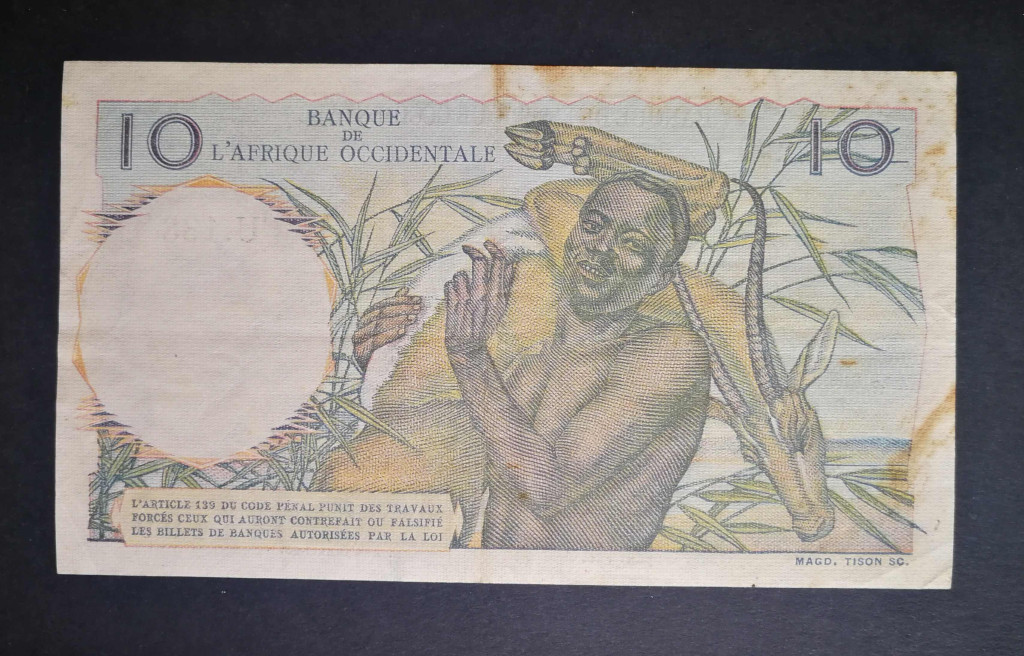 10
BANQUE
DE
L'AFRIQUE OCCIDENTALE
10
L'ARTICLE 139 DU CODE PÉNAL PUNIT DES TRAVAUX
FORCÉS CEUX QUI AURONT CONTREFAIT OU FALSIFIÉ
LES BILLETS DE BANQUES AUTORISÉES PAR LA LOI
MAGD. TISON SC.